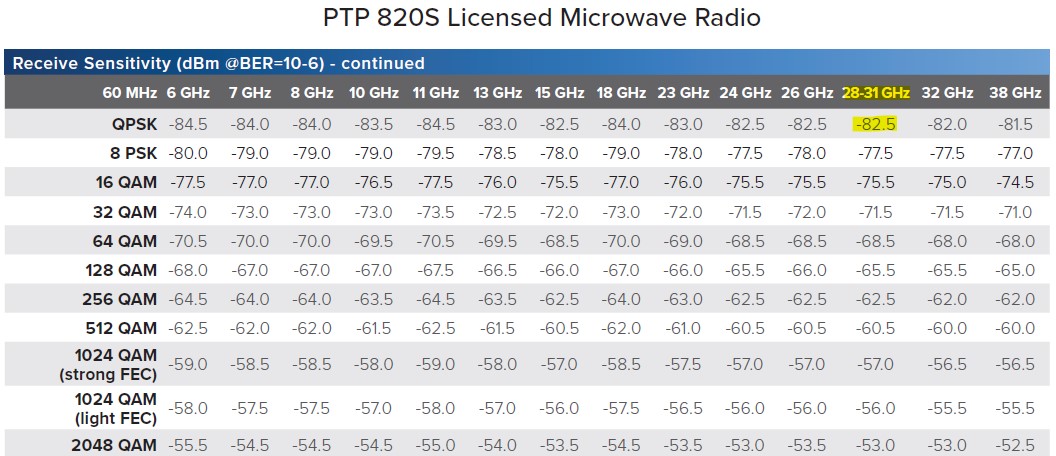 PTP 820S Licensed Microwave Radio
Receive Sensitivity (dBm @BER=10-6) - continued
60 MHz 6 GHz 7 GHz 8 GHz 10 GHz 11 GHz 13 GHz 15 GHz 18 GHz 23 GHz 24 GHz 26 GHz 28-31 GHz 32 GHz 38 GHz
QPSK -84.5 -84.0 -84.0 -83.5 -84.5 -83.0 -82.5 -84.0 -83.0 -82.5 -82.5 -82.5 -82.0 -81.5
8 PSK -80.0 -79.0 -79.0 -79.0 -79.5 -78.5 -78.0 -79.0 -78.0 -77.5 -78.0 -77.5 -77.5 -77.0
16 QAM -77.5 -77.0 -77.0 -76.5 -77.5 -76.0 -75.5 -77.0 -76.0 -75.5 -75.5 -75.5 -75.0 -74.5
32 QAM -74.0 -73.0 -73.0 -73.0 -73.5 -72.5 -72.0 -73.0 -72.0 -71.5 -72.0 -71.5 -71.5 -71.0
64 QAM -70.5 -70.0 -70.0 -69.5 -70.5 -69.5 -68.5 -70.0 -69.0 -68.5 -68.5 -68.5 -68.0 -68.0
128 QAM -68.0 -67.0 -67.0 -67.0 -67.5 -66.5 -66.0 -67.0 -66.0 -65.5 -66.0 -65.5 -65.5 -65.0
256 QAM -64.5 -64.0 -64.0 -63.5 -64.5 -63.5 -62.5 -64.0 -63.0 -62.5 -62.5 -62.5 -62.0 -62.0
512 QAM -62.5 -62.0 -62.0 -61.5 -62.5 -61.5 -60.5 -62.0 -61.0 -60.5 -60.5 -60.5 -60.0 -60.0
1024 QAM
(strong FEC) -59.0 -58.5 -58.5 -58.0 -59.0 -58.0 -57.0 -58.5 -57.5 -57.0 -57.0 -57.0 -56.5 -56.5
1024 QAM
(light FEC) -58.0 -57.5 -57.5 -57.0 -58.0 -57.0 -56.0 -57.5 -56.5 -56.0 -56.0 -56.0 -55.5 -55.5
2048 QAM -55.5 -54.5 -54.5 -54.5 -55.0 -54.0 -53.5 -54.5 -53.5 -53.0 -53.5 -53.0 -53.0 -52.5